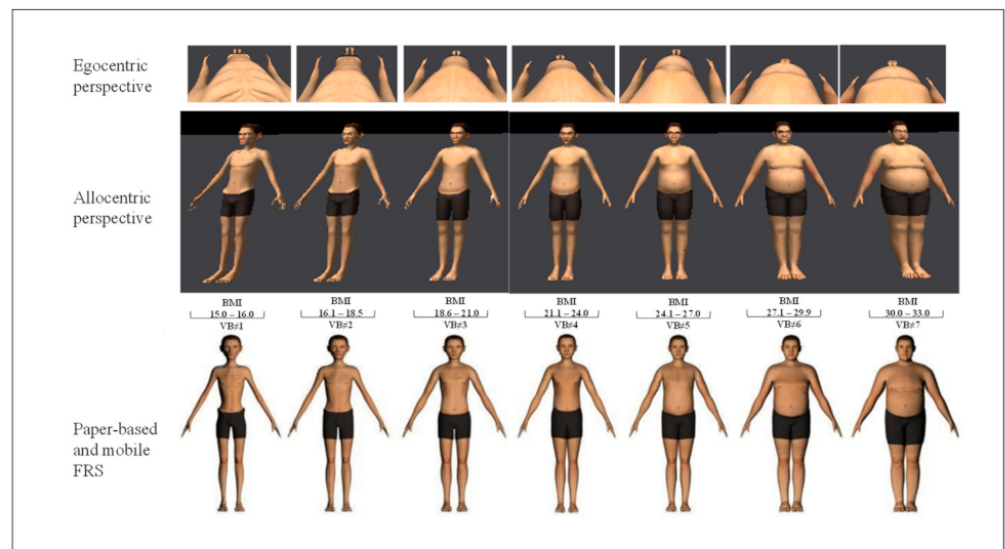 Egocentric
perspective
Allocentric
perspective
BMI BMI BMI BMI BMI BMI BMI
15.0 – 16.0 16.1 – 18.5 18.6 – 21.0 21.1 – 24.0 24.1 – 27.0 27.1 – 29.9 30.0 – 33.0
VB#1 VB#2 VB#3 VB#4 VB#5 VB#6 VB#7
Paper-based
and mobile
FRS